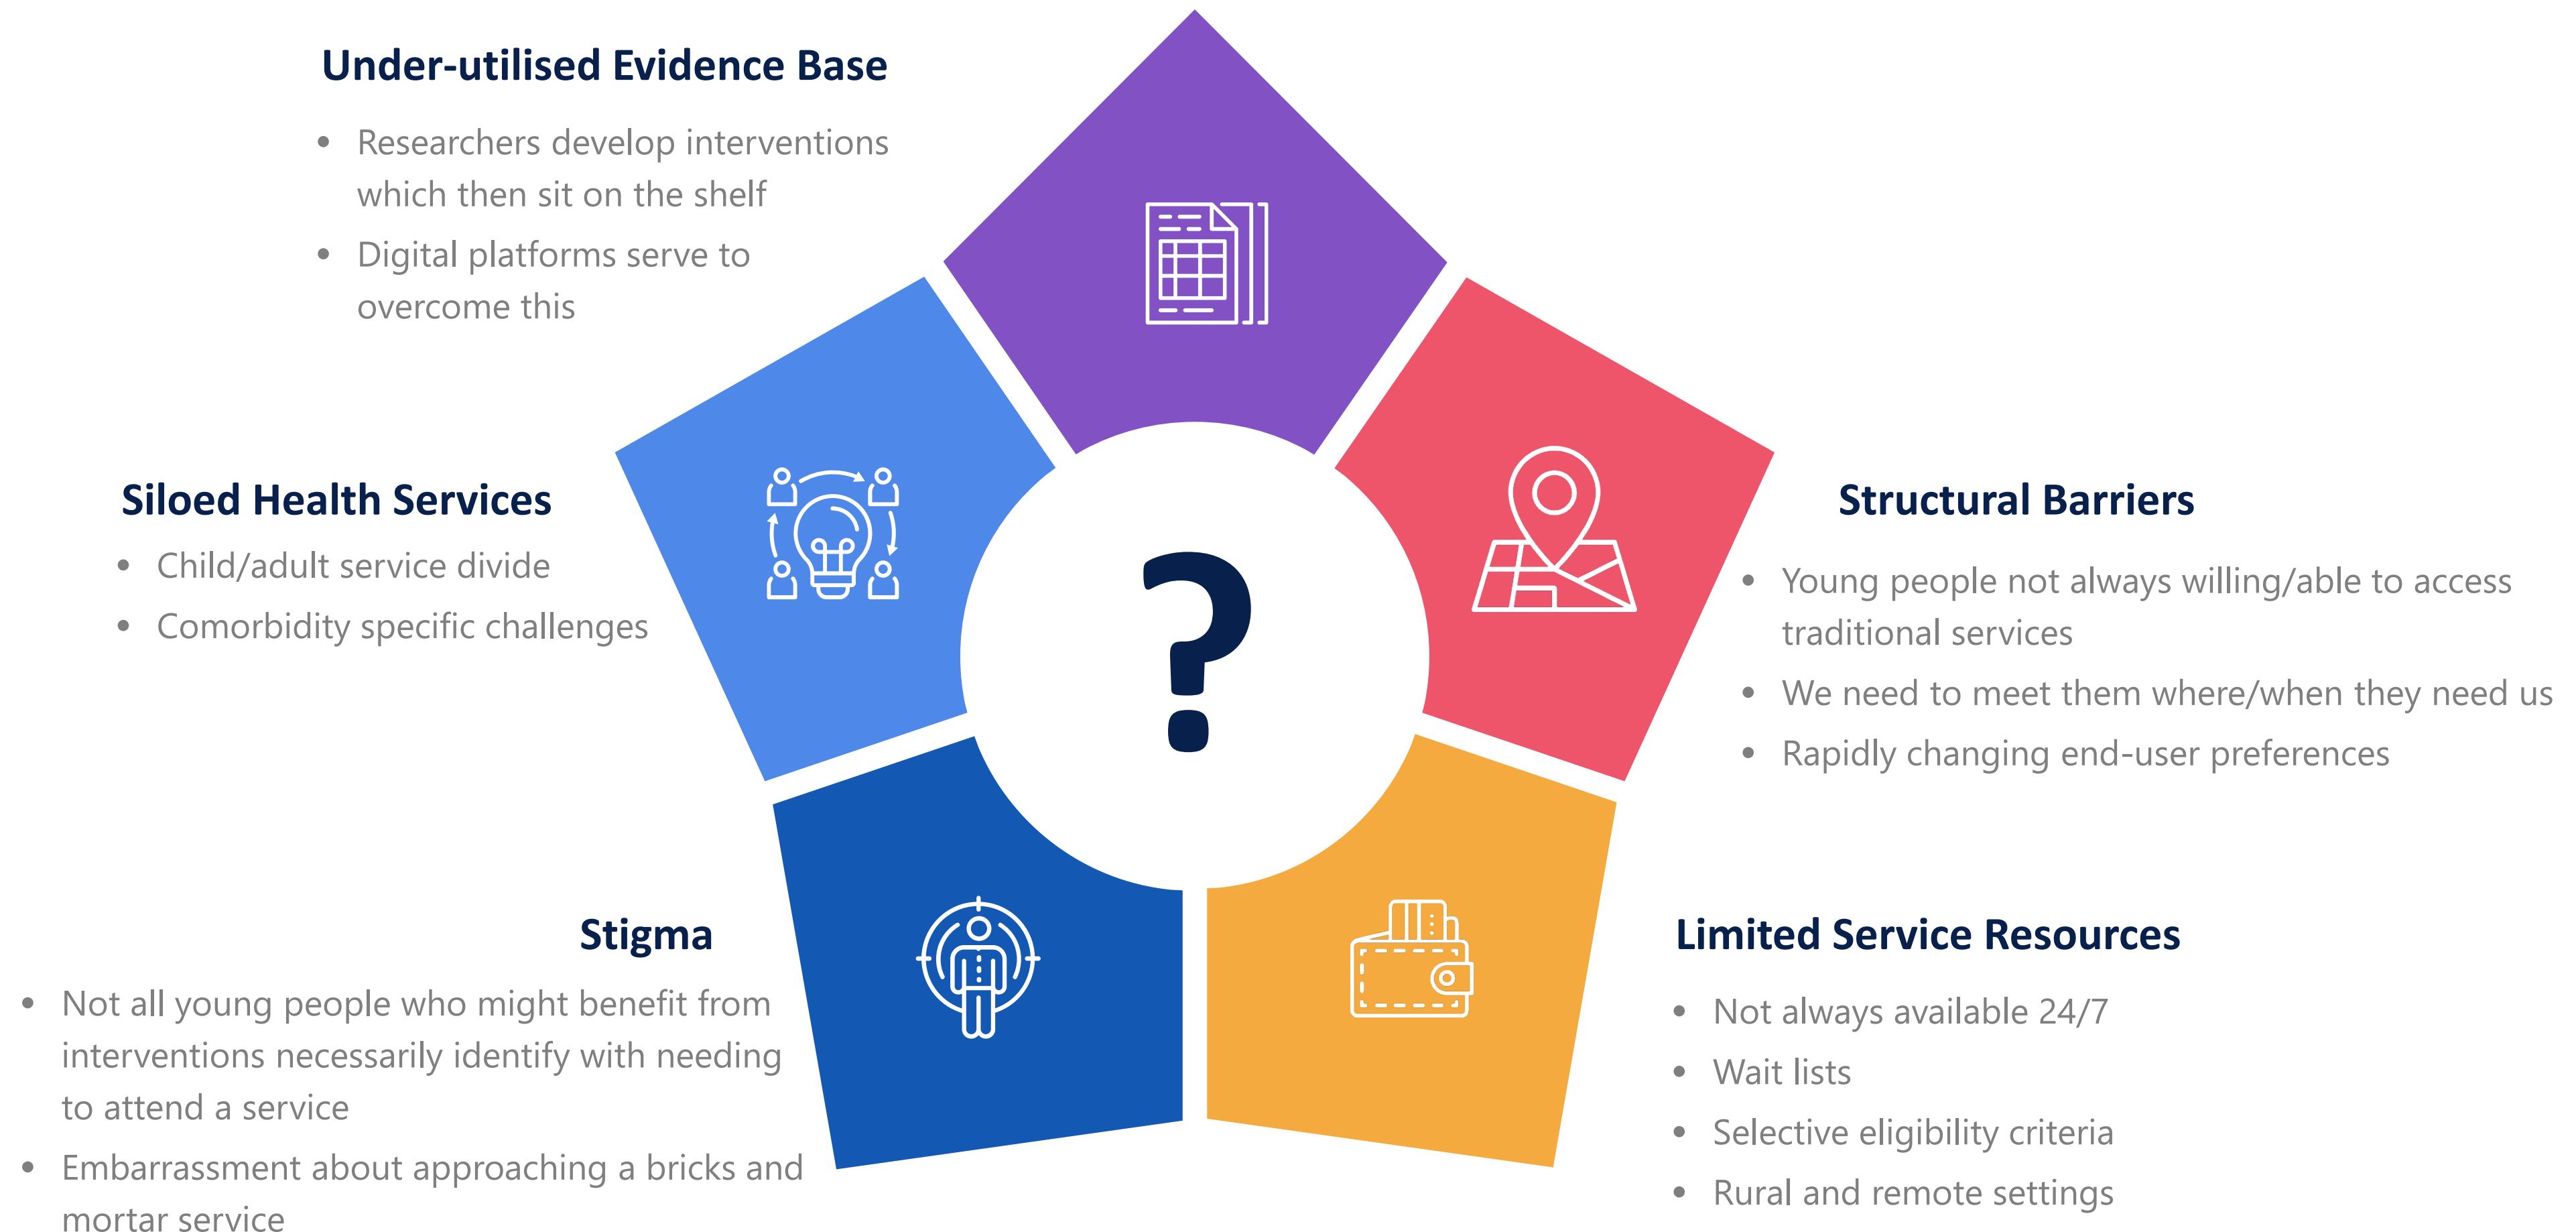 Under-utilised Evidence Base
• Researchers develop interventions
which then sit on the shelf
• Digital platforms serve to
overcome this
Siloed Health Services
• Child/adult service divide
• Comorbidity specific challenges
Stigma
• Not all young people who might benefit from
interventions necessarily identify with needing
to attend a service
• Embarrassment about approaching a bricks and
mortar service
?
Structural Barriers
• Young people not always willing/able to access
traditional services
• We need to meet them where/when they need us
• Rapidly changing end-user preferences
Limited Service Resources
• Not always available 24/7
• Wait lists
• Selective eligibility criteria
• Rural and remote settings